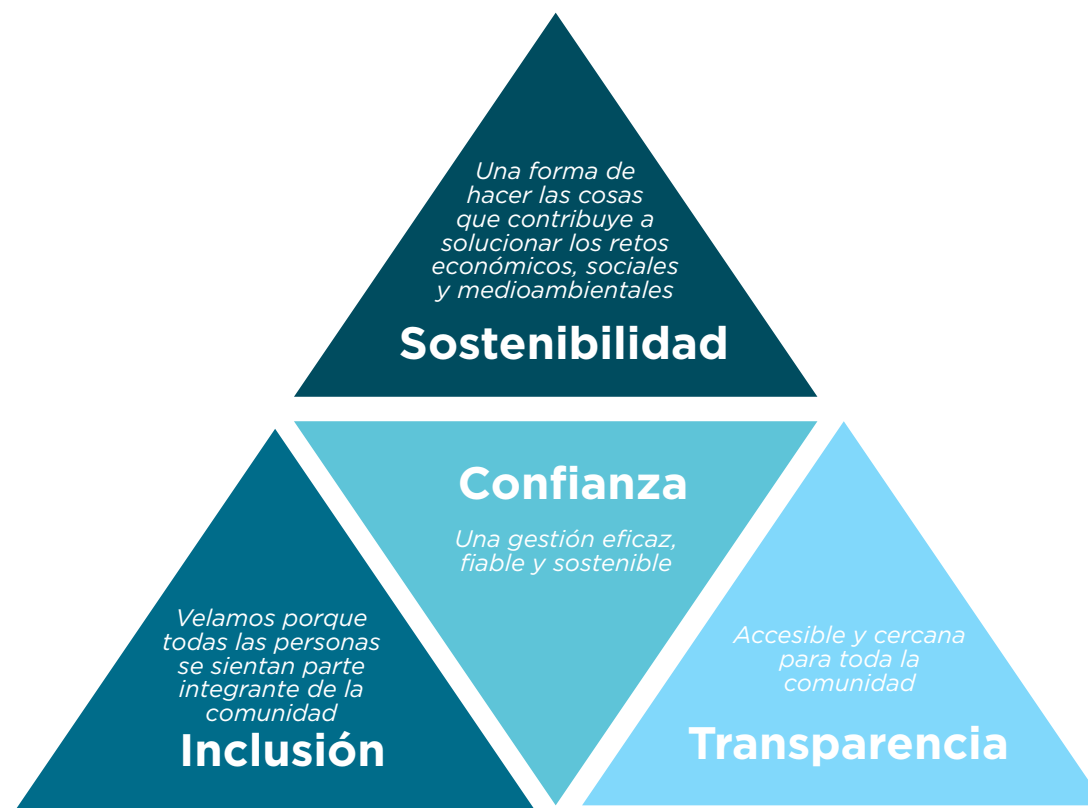 Una forma de
hacer las cosas
que contribuye a
solucionar los retos
económicos, sociales
y medioambientales
Sostenibilidad
Confianza
Una gestión eficaz,
fiable y sostenible
Velamos porque
todas las personas
se sientan parte
integrante de la
comunidad
Inclusión
Accesible y cercana
para toda la
comunidad
Transparencia